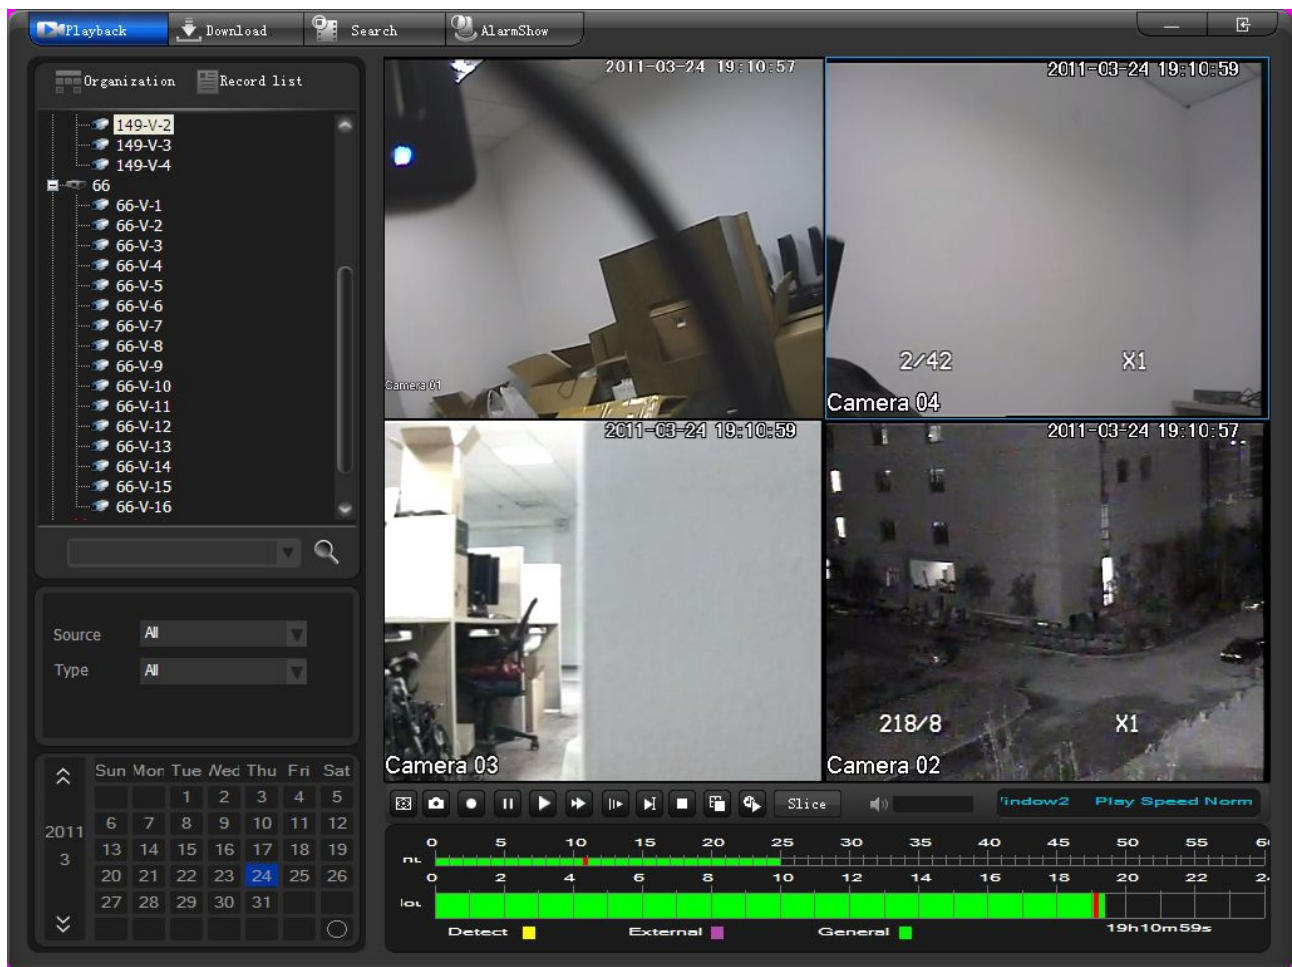 Playback Download Search AlarmShow
Organization Record list
149-V-2
149-V-3
149-V-4
66
66-V-1
66-V-2
66-V-3
66-V-4
66-V-5
66-V-6
66-V-7
66-V-8
66-V-9
66-V-10
66-V-11
66-V-12
66-V-13
66-V-14
66-V-15
66-V-16
Source All
Type All
2011
3
Sun Mon Tue Wed Thu Fri Sat
1 2 3 4 5
6 7 8 9 10 11 12
13 14 15 16 17 18 19
20 21 22 23 24 25 26
27 28 29 30 31
2011-03-24 19:10:57
Camera 01
2011-03-24 19:10:59
2/42 X1
Camera 04
2011-03-24 19:10:59
Camera 03
2011-03-24 19:10:57
218/8 X1
Camera 02
Slice
indow2 Play Speed Norm
0 5 10 15 20 25 30 35 40 45 50 55 6
0 2 4 6 8 10 12 14 16 18 20 22 2
19h10m59s
Detect External General